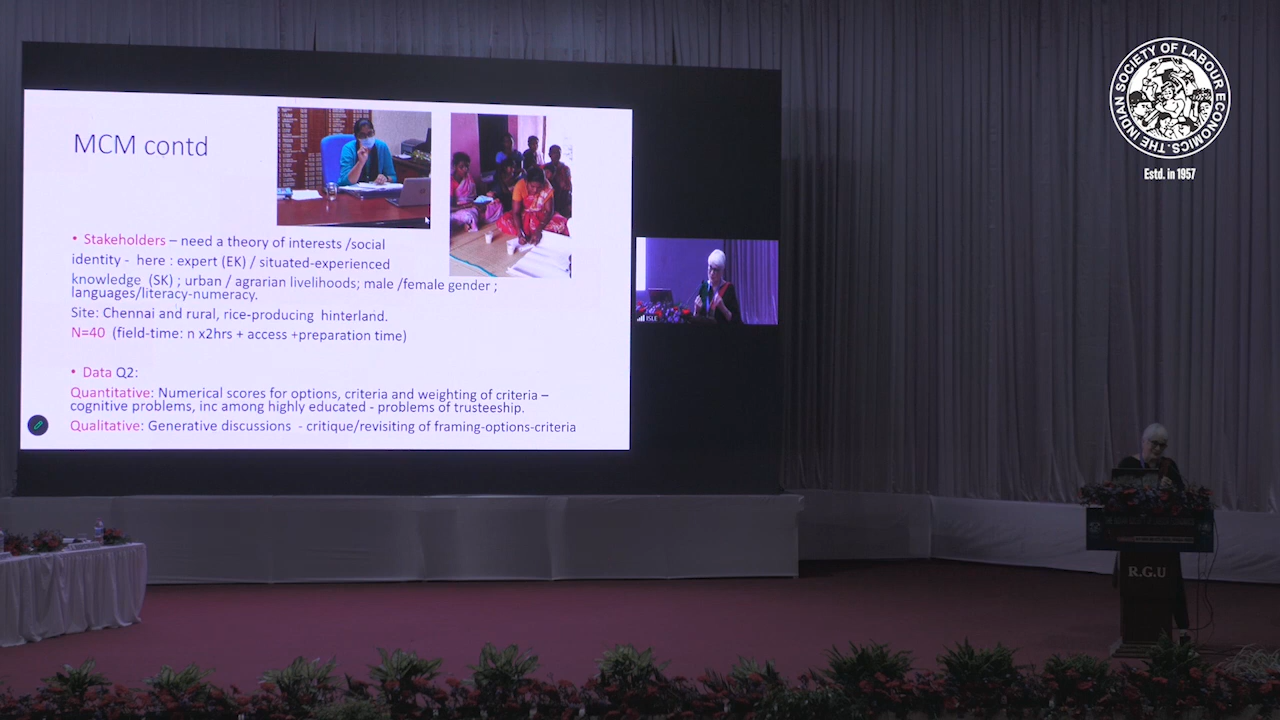 MCM contd
• Stakeholders – need a theory of interests /social
identity - here : expert (EK) / situated-experienced
knowledge (SK) ; urban / agrarian livelihoods; male /female gender ;
languages/literacy-numeracy.
Site: Chennai and rural, rice-producing hinterland.
N=40 (field-time: n x2hrs + access +preparation time)
• Data Q2:
Quantitative: Numerical scores for options, criteria and weighting of criteria –
cognitive problems, inc among highly educated - problems of trusteeship.
Qualitative: Generative discussions - critique/revisiting of framing-options-criteria
ISLE
THE INDIAN SOCIETY OF LABOUR ECONOMICS
Estd. in 1957
R.G.U